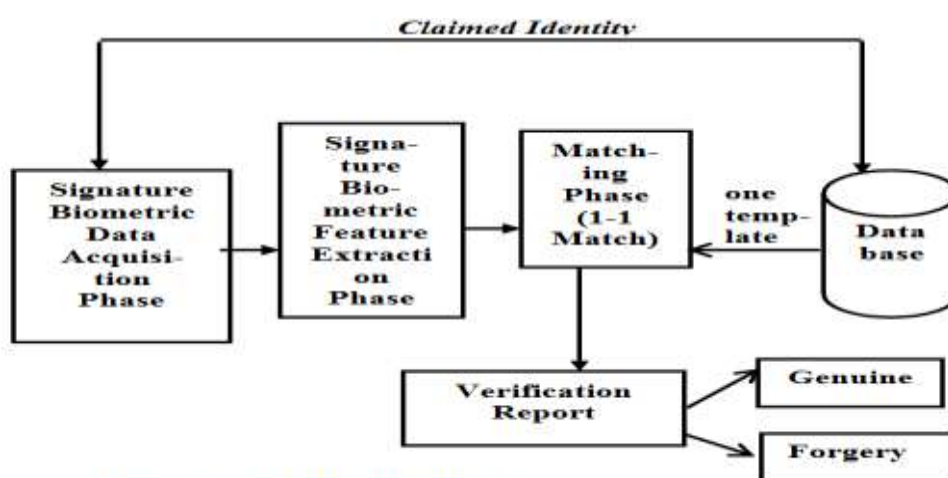 Claimed Identity
Signature
Biometric
Data
Acquisi-
tion
Phase
Signa-
ture
Bio-
metric
Feature
Extracti
on
Phase
Match-
ing
Phase
(1-1
Match)
one
temp-
late
Data
base
Verification
Report
Genuine
Forgery